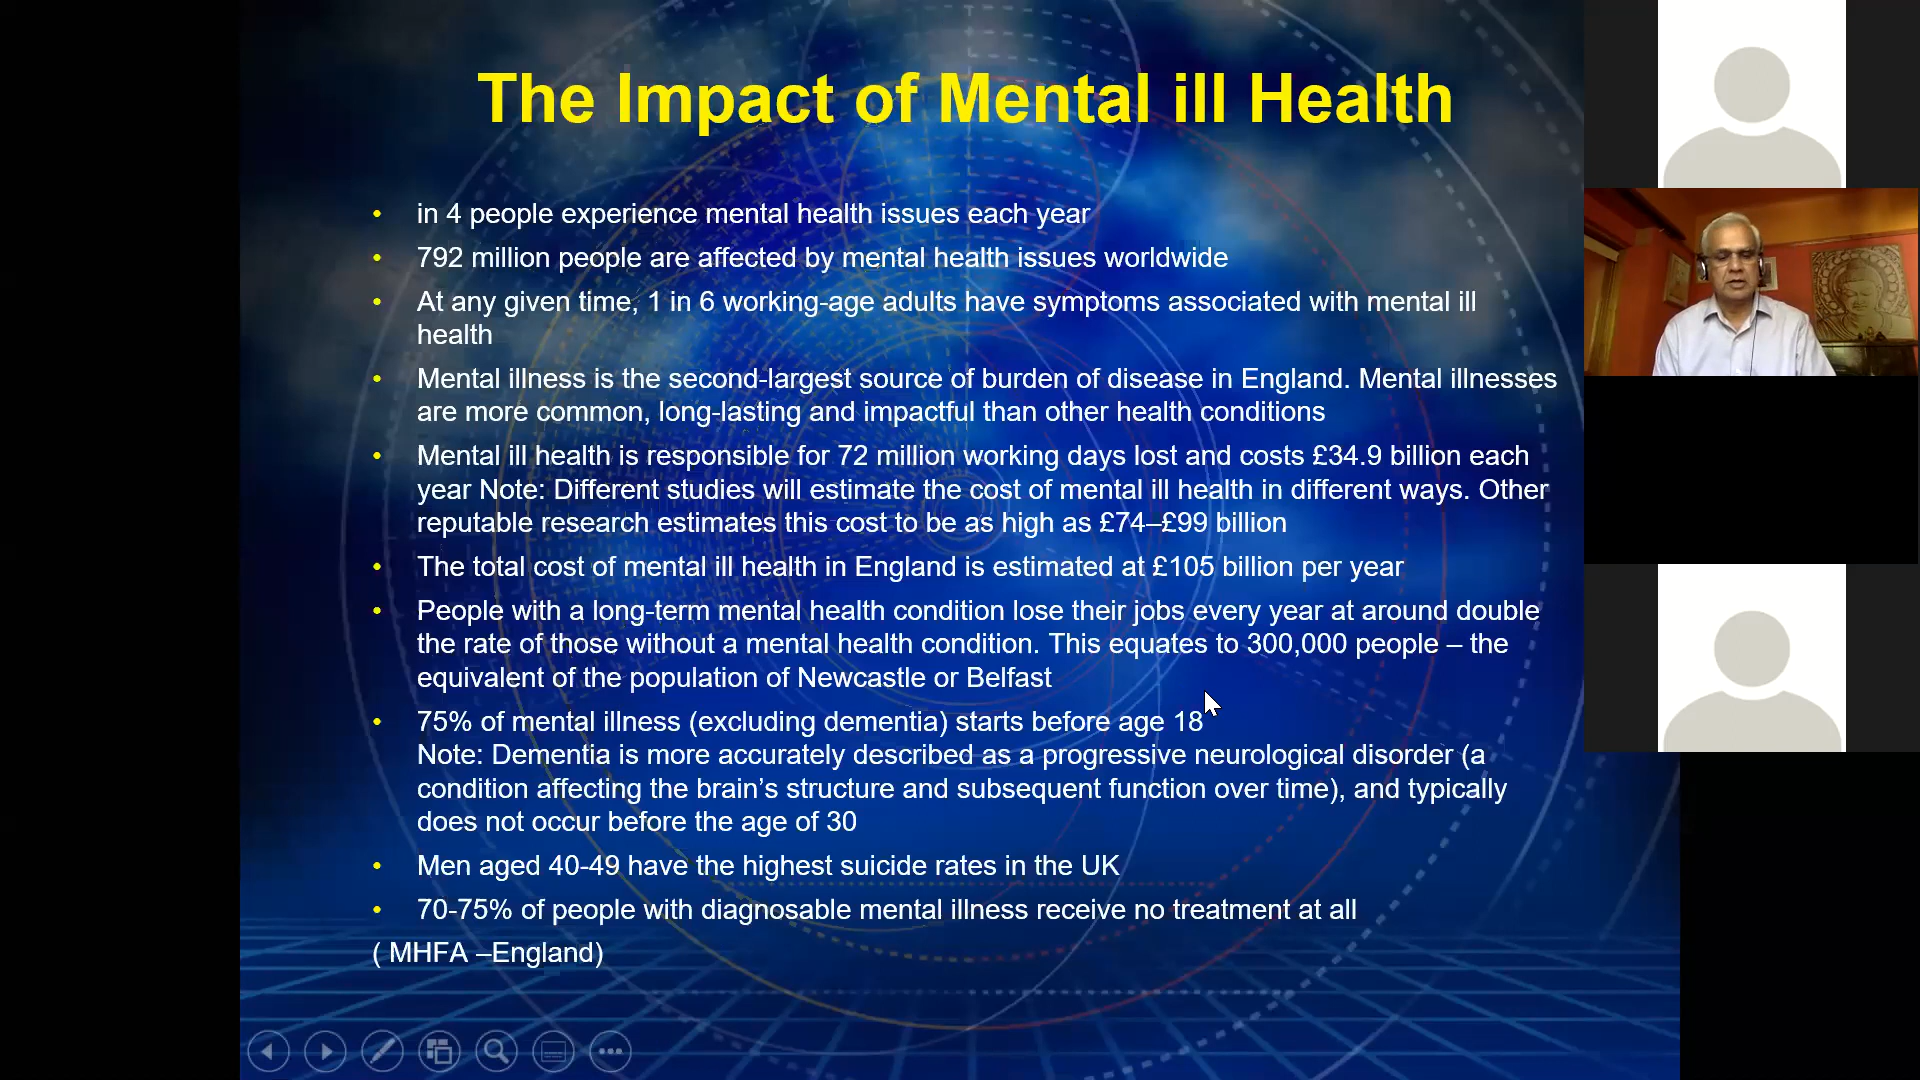 The Impact of Mental ill Health
• in 4 people experience mental health issues each year
• 792 million people are affected by mental health issues worldwide
• At any given time, 1 in 6 working-age adults have symptoms associated with mental ill
health
• Mental illness is the second-largest source of burden of disease in England. Mental illnesses
are more common, long-lasting and impactful than other health conditions
• Mental ill health is responsible for 72 million working days lost and costs £34.9 billion each
year Note: Different studies will estimate the cost of mental ill health in different ways. Other
reputable research estimates this cost to be as high as £74–£99 billion
• The total cost of mental ill health in England is estimated at £105 billion per year
• People with a long-term mental health condition lose their jobs every year at around double
the rate of those without a mental health condition. This equates to 300,000 people – the
equivalent of the population of Newcastle or Belfast
• 75% of mental illness (excluding dementia) starts before age 18
Note: Dementia is more accurately described as a progressive neurological disorder (a
condition affecting the brain’s structure and subsequent function over time), and typically
does not occur before the age of 30
• Men aged 40-49 have the highest suicide rates in the UK
• 70-75% of people with diagnosable mental illness receive no treatment at all
( MHFA –England)